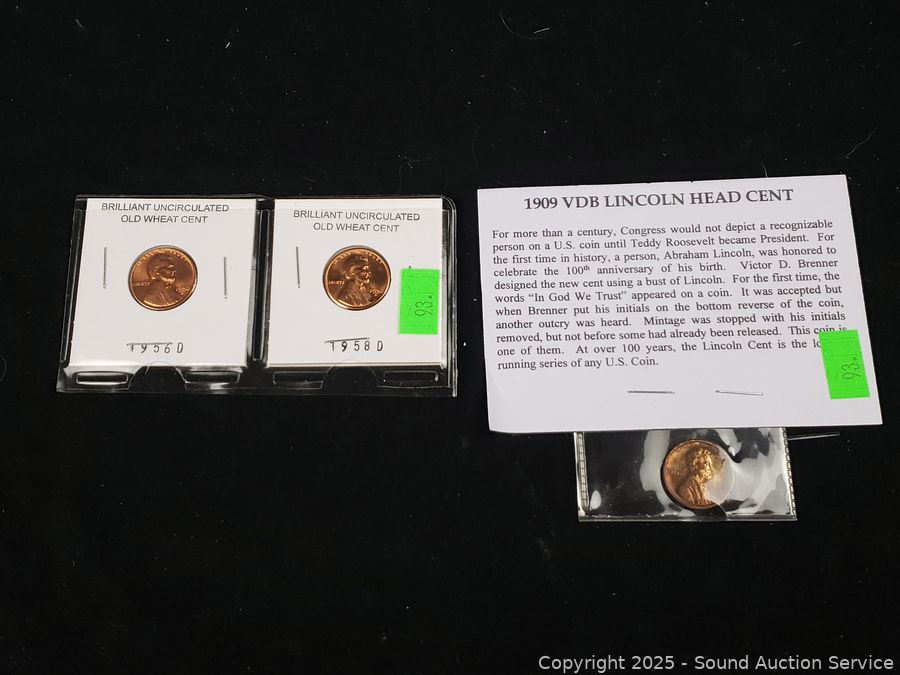 BRILLIANT UNCIRCULATED
OLD WHEAT CENT
1956 D
BRILLIANT UNCIRCULATED
OLD WHEAT CENT
93.
1958 D
1909 VDB LINCOLN HEAD CENT
For more than a century, Congress would not depict a recognizable
person on a U.S. coin until Teddy Roosevelt became President. For
the first time in history, a person, Abraham Lincoln, was honored to
celebrate the 100th anniversary of his birth. Victor D. Brenner
designed the new cent using a bust of Lincoln. For the first time, the
words “In God We Trust” appeared on a coin. It was accepted but
when Brenner put his initials on the bottom reverse of the coin,
another outcry was heard. Mintage was stopped with his initials
removed, but not before some had already been released. This coin is
one of them. At over 100 years, the Lincoln Cent is the
running series of any U.S. Coin.
93.
Copyright © 2025 - Sound Auction Service